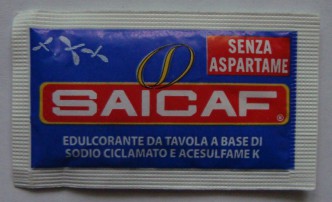 SENZA
ASPARTAME
SAICAF®
EDULCORANTE DA TAVOLA A BASE DI
SODIO CICLAMATO E ACESULFAME K